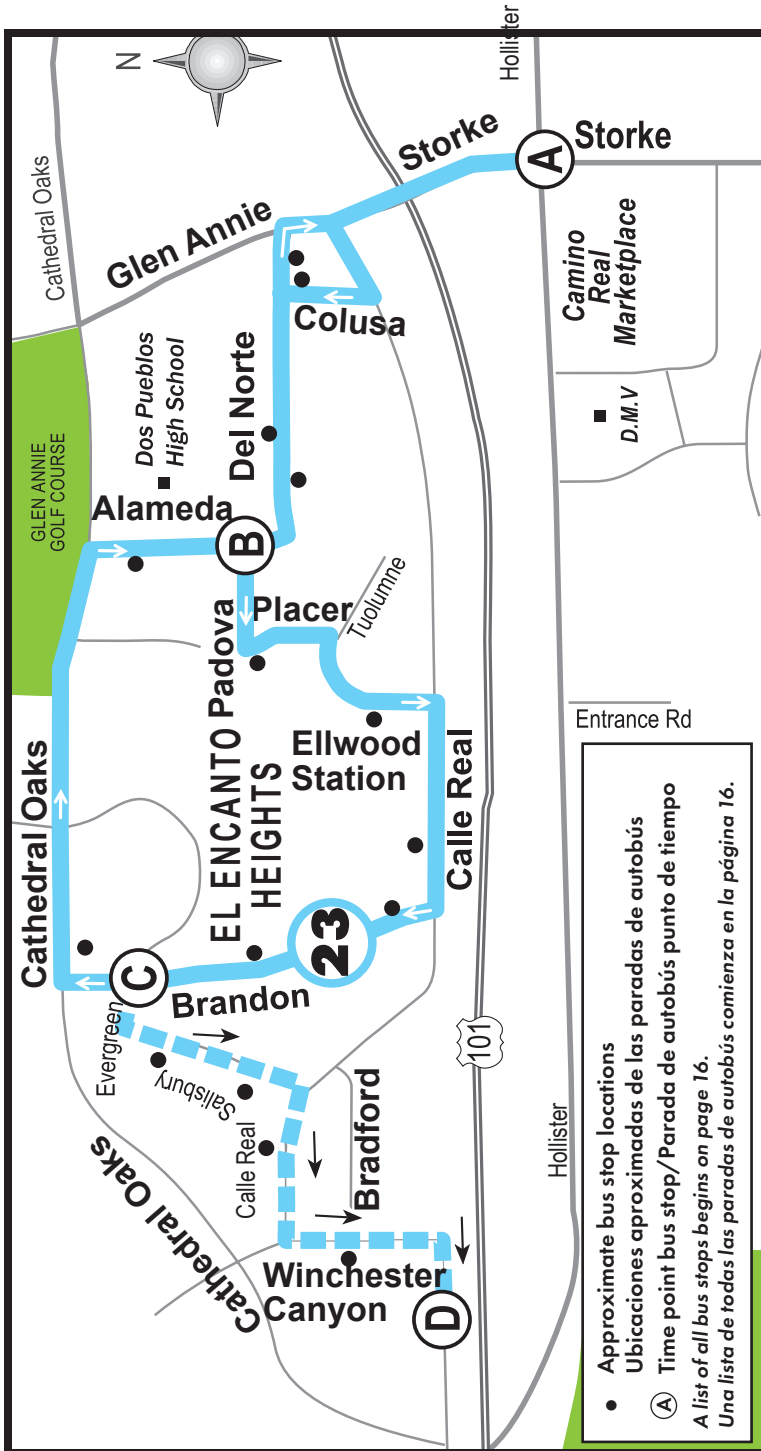 N
Cathedral Oaks
Hollister
Glen Annie
Storke
A
Storke
GLEN ANNIE
GOLF COURSE
Dos Pueblos
High School
Colusa
Camino
Real
Marketplace
Del Norte
D.M.V
Alameda
B
Placer
Tuolumne
Padova
Entrance Rd
Ellwood
Station
Cathedral Oaks
EL ENCANTO
HEIGHTS
Calle Real
23
C
Brandon
Evergreen
Salisbury
101
Calle Real
Bradford
Hollister
Cathedral Oaks
Winchester
Canyon
D
Approximate bus stop locations
Ubicaciones aproximadas de las paradas de autobús
A Time point bus stop/Parada de autobús punto de tiempo
A list of all bus stops begins on page 16.
Una lista de todas las paradas de autobús comienza en la página 16.